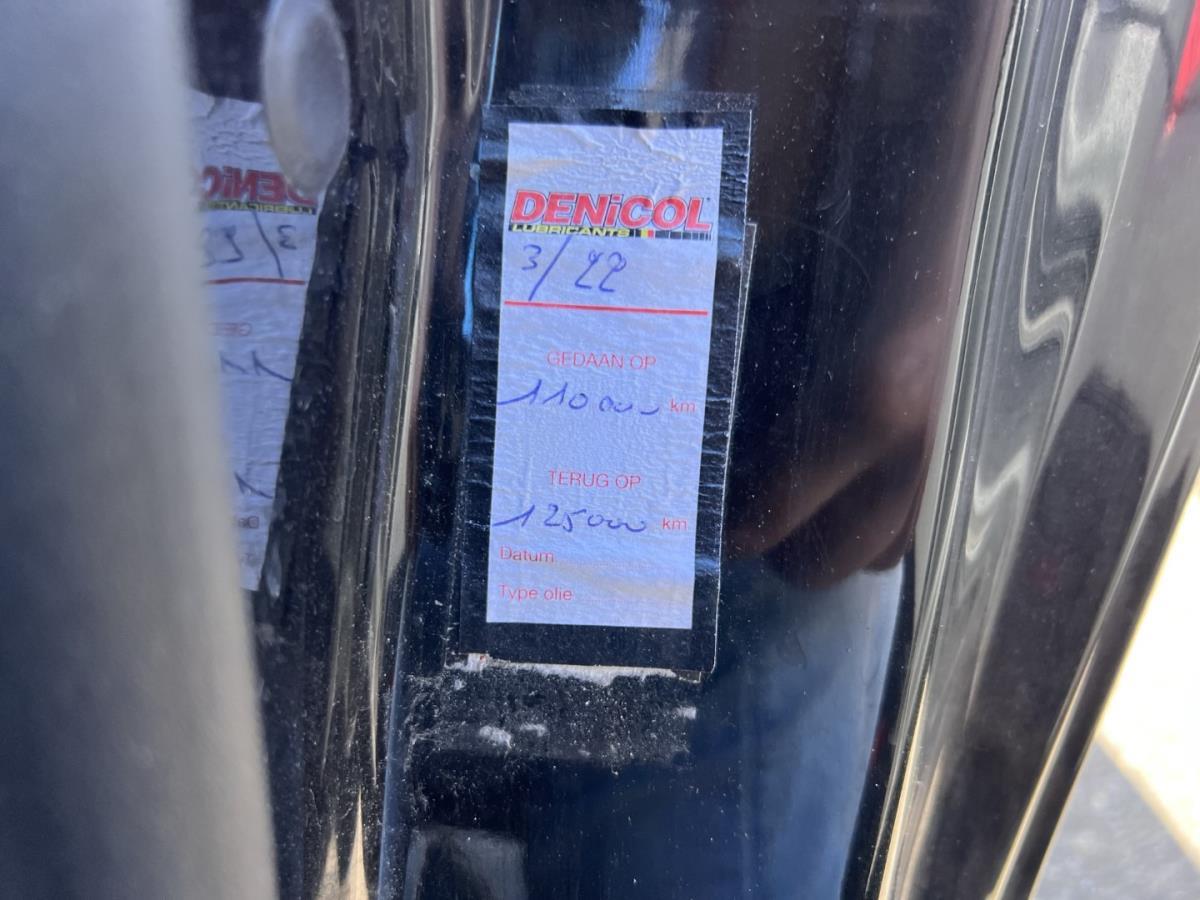 DENiCOL
LUBRICANTS
3/22
GEDAAN OP
110000 km
TERUG OP
125000 km
Datum
Type olie